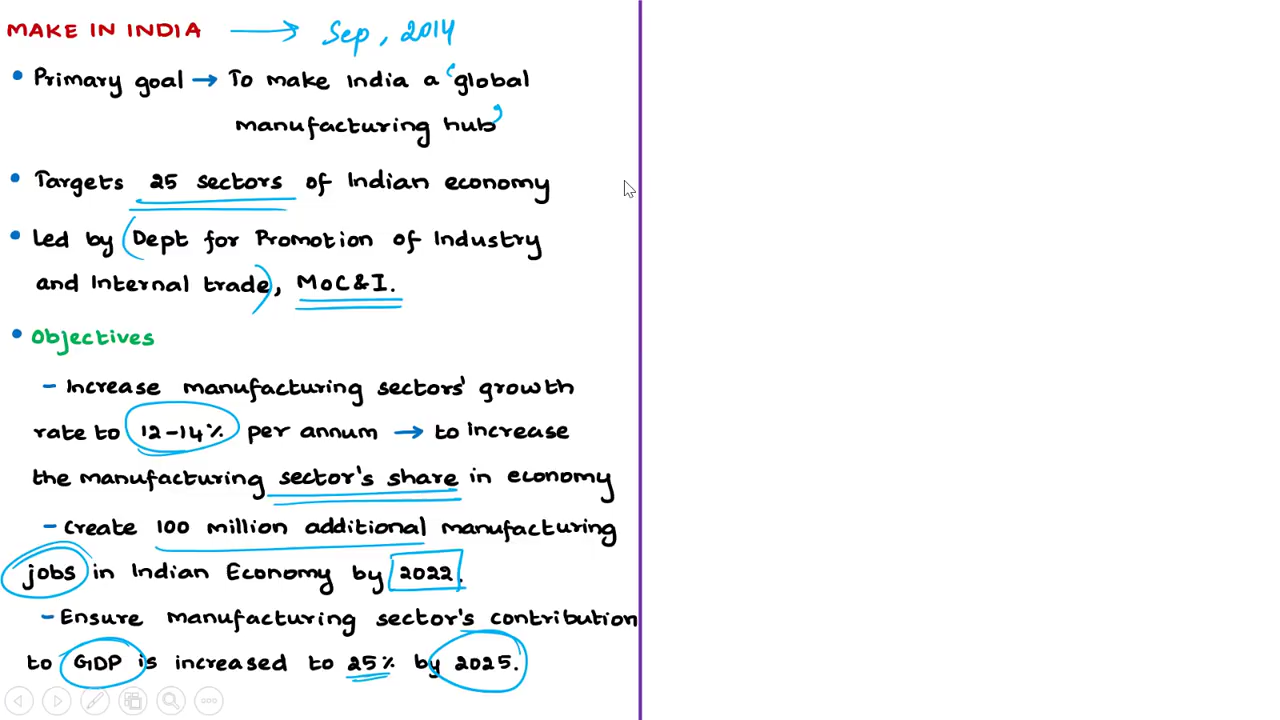 MAKE IN INDIA → Sep, 2014
• Primary goal → To make India a 'global
manufacturing hub'
• Targets 25 sectors of Indian economy
• Led by (Dept for Promotion of Industry
and Internal trade), MoC&I.
• Objectives
- Increase manufacturing sectors' growth
rate to 12-14% per annum → to increase
the manufacturing sector's share in economy
- Create 100 million additional manufacturing
jobs in Indian Economy by 2022.
- Ensure manufacturing sector's contribution
to GDP is increased to 25% by 2025.